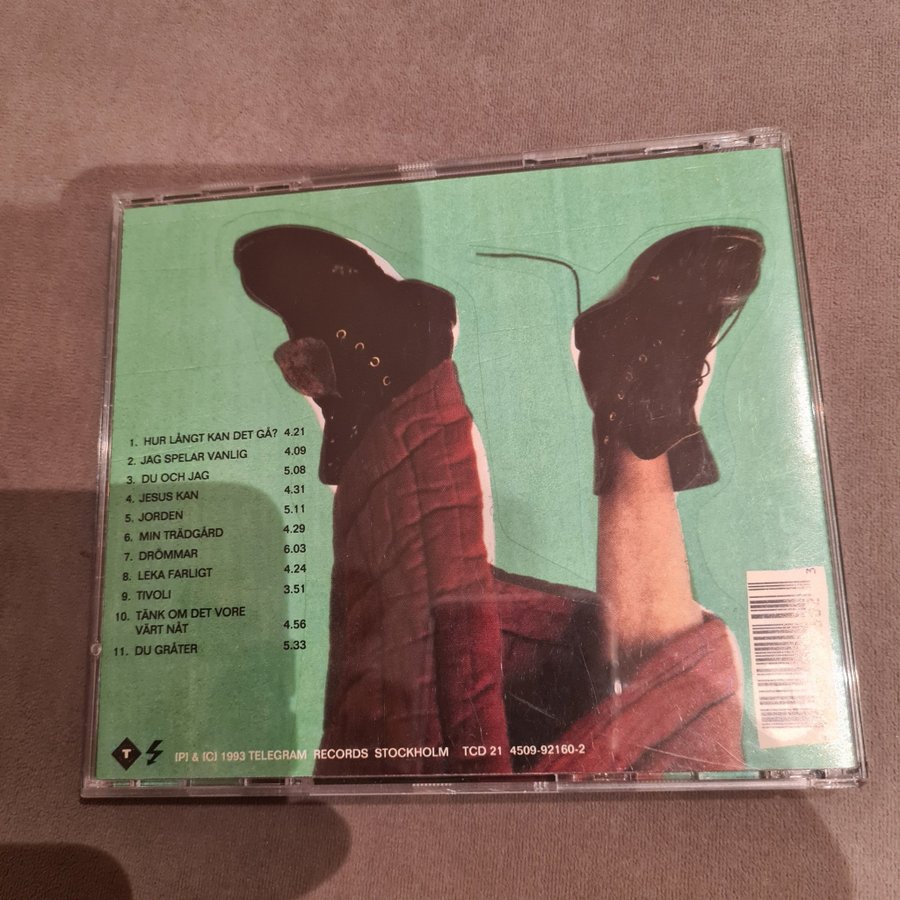 1. HUR LÅNGT KAN DET GÅ? 4.21
2. JAG SPELAR VANLIG 4.09
3. DU OCH JAG 5.08
4. JESUS KAN 4.31
5. JORDEN 5.11
6. MIN TRÄDGÅRD 4.29
7. DRÖMMAR 6.03
8. LEKA FARLIGT 4.24
9. TIVOLI 3.51
10. TÄNK OM DET VORE
VÄRT NÅT 4.56
11. DU GRÅTER 5.33
T
(P) & (C) 1993 TELEGRAM RECORDS STOCKHOLM TCD 21 4509-92160-2